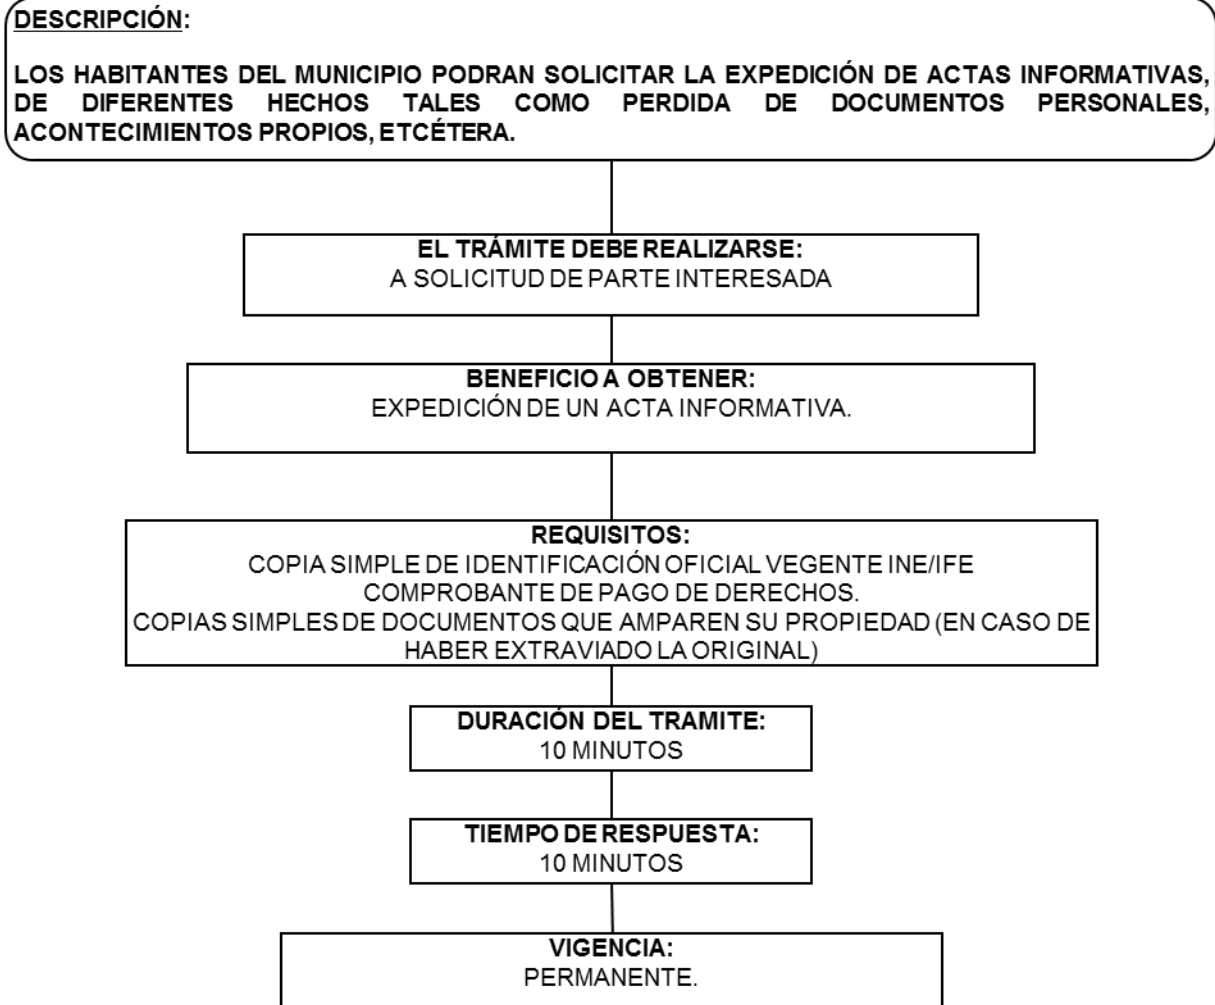 DESCRIPCIÓN:
LOS HABITANTES DEL MUNICIPIO PODRAN SOLICITAR LA EXPEDICIÓN DE ACTAS INFORMATIVAS,
DE DIFERENTES HECHOS TALES COMO PERDIDA DE DOCUMENTOS PERSONALES,
ACONTECIMIENTOS PROPIOS, ETCÉTERA.
EL TRÁMITE DEBE REALIZARSE:
A SOLICITUD DE PARTE INTERESADA
BENEFICIO A OBTENER:
EXPEDICIÓN DE UN ACTA INFORMATIVA.
REQUISITOS:
COPIA SIMPLE DE IDENTIFICACIÓN OFICIAL VEGENTE INE/IFE
COMPROBANTE DE PAGO DE DERECHOS.
COPIAS SIMPLES DE DOCUMENTOS QUE AMPAREN SU PROPIEDAD (EN CASO DE
HABER EXTRAVIADO LA ORIGINAL)
DURACIÓN DEL TRAMITE:
10 MINUTOS
TIEMPO DE RESPUESTA:
10 MINUTOS
VIGENCIA:
PERMANENTE.